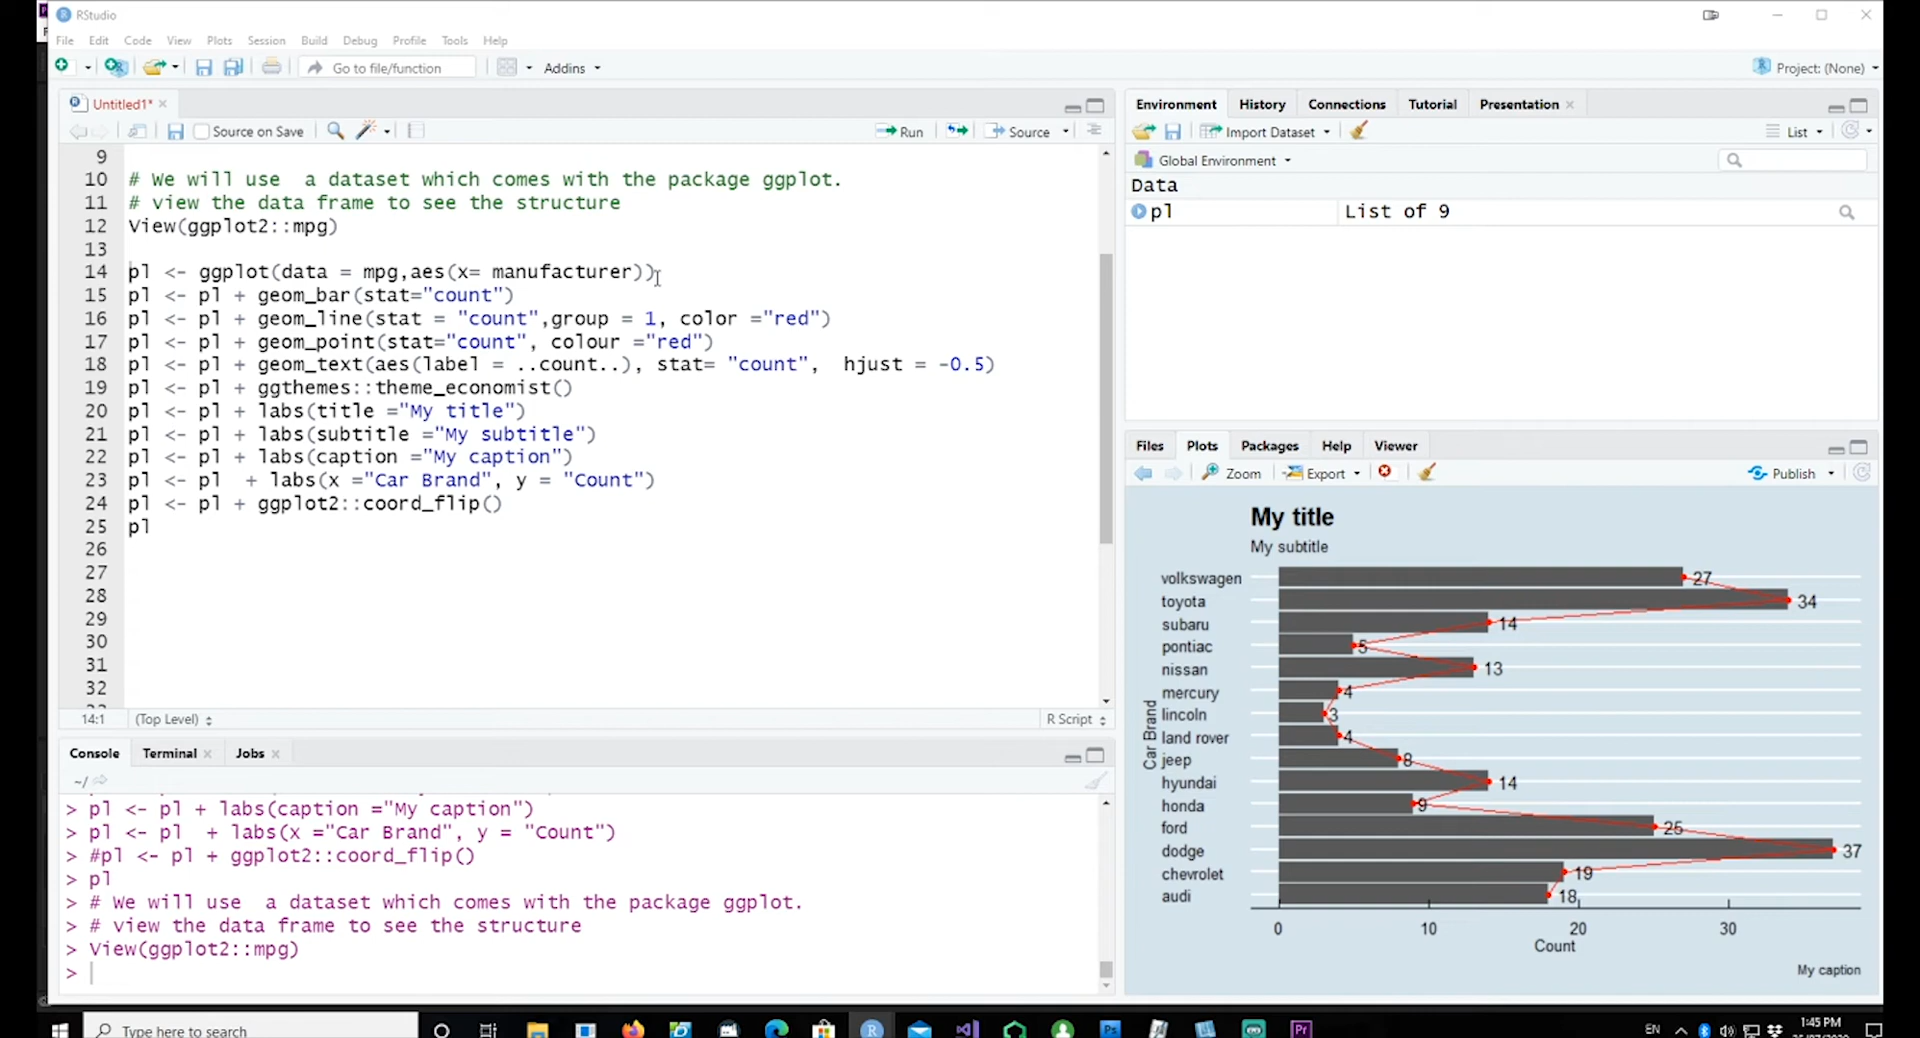 RStudio
File Edit Code View Plots Session Build Debug Profile Tools Help
Go to file/function Addins Project: (None)
Untitled1*
Source on Save Run Source
9
10 # We will use  a dataset which comes with the package ggplot.
11 # view the data frame to see the structure
12 View(ggplot2::mpg)
13
14 pl <- ggplot(data = mpg,aes(x= manufacturer))
15 pl <- pl + geom_bar(stat="count")
16 pl <- pl + geom_line(stat = "count",group = 1, color ="red")
17 pl <- pl + geom_point(stat="count", colour ="red")
18 pl <- pl + geom_text(aes(label = ..count..), stat= "count",  hjust = -0.5)
19 pl <- pl + ggthemes::theme_economist()
20 pl <- pl + labs(title ="My title")
21 pl <- pl + labs(subtitle ="My subtitle")
22 pl <- pl + labs(caption ="My caption")
23 pl <- pl  + labs(x ="Car Brand", y = "Count")
24 pl <- pl + ggplot2::coord_flip()
25 pl
26
27
28
29
30
31
32
14:1 (Top Level) R Script
Console Terminal Jobs
~/
> pl <- pl + labs(caption ="My caption")
> pl <- pl  + labs(x ="Car Brand", y = "Count")
> #pl <- pl + ggplot2::coord_flip()
> pl
> # We will use  a dataset which comes with the package ggplot.
> # view the data frame to see the structure
> View(ggplot2::mpg)
>
Environment History Connections Tutorial Presentation
Import Dataset List
Global Environment
Data
pl List of 9
Files Plots Packages Help Viewer
Zoom Export Publish
My title
My subtitle
volkswagen 27
toyota 34
subaru 14
pontiac 5
nissan 13
mercury 4
lincoln 3
land rover 4
jeep 8
hyundai 14
honda 9
ford 25
dodge 37
chevrolet 19
audi 18
Car Brand
0 10 20 30
Count
My caption
Type here to search
EN 1:45 PM